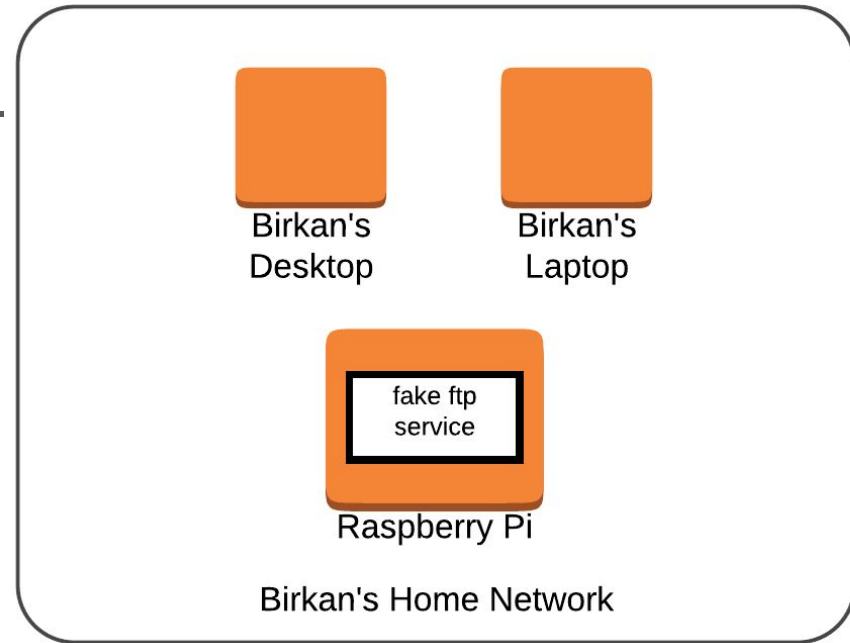 Birkan's
Desktop
Birkan's
Laptop
fake ftp
service
Raspberry Pi
Birkan's Home Network